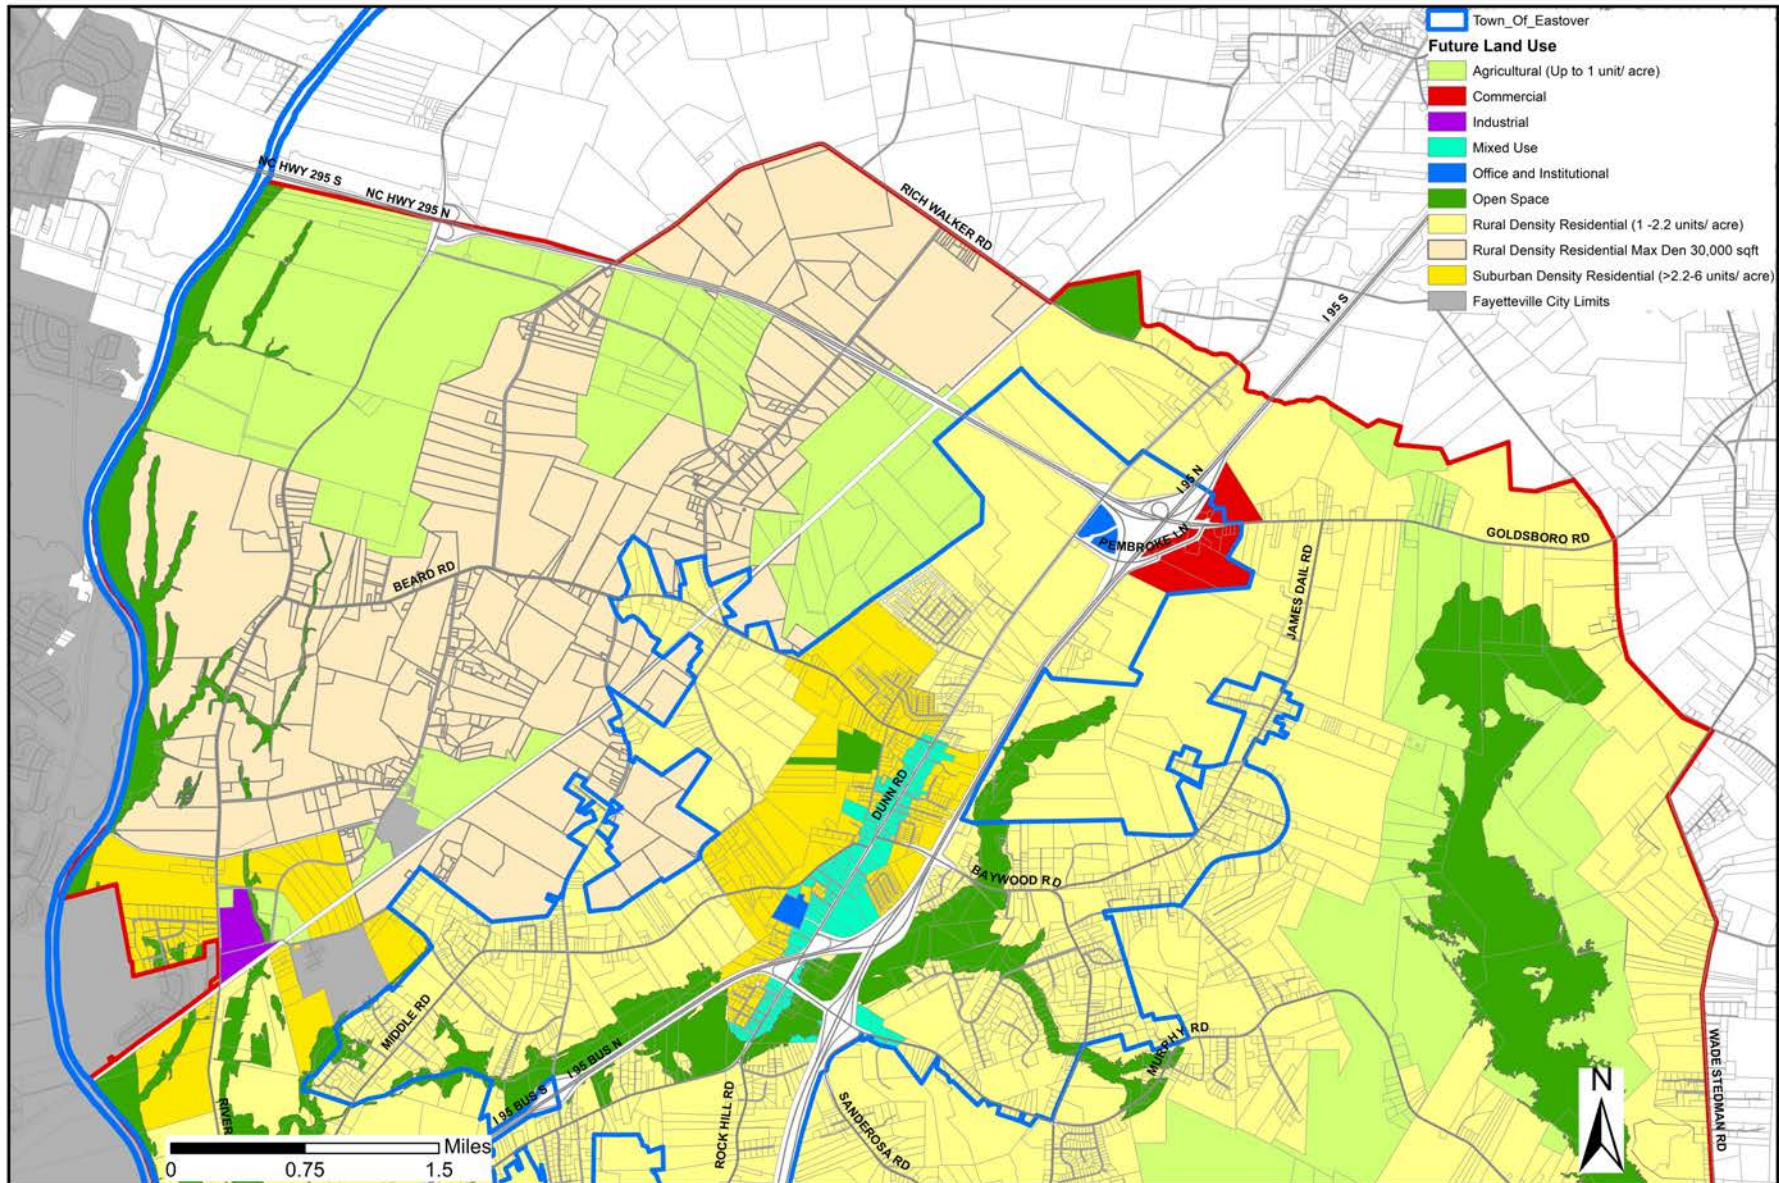 Town_Of_Eastover
Future Land Use
Agricultural (Up to 1 unit/ acre)
Commercial
Industrial
Mixed Use
Office and Institutional
Open Space
Rural Density Residential (1 -2.2 units/ acre)
Rural Density Residential Max Den 30,000 sqft
Suburban Density Residential (>2.2-6 units/ acre)
Fayetteville City Limits
NC HWY 295 S
NC HWY 295 N
RICH WALKER RD
I 95 S
I 95 N
PEMBROKE LN
GOLDSBORO RD
JAMES DAIL RD
BEARD RD
DUNN RD
BAYWOOD RD
MIDDLE RD
I 95 BUS N
I 95 BUS S
MURPHY RD
ROCK HILL RD
SANDEROSA RD
RIVER
WADE STEDMAN RD
N
Miles
0 0.75 1.5